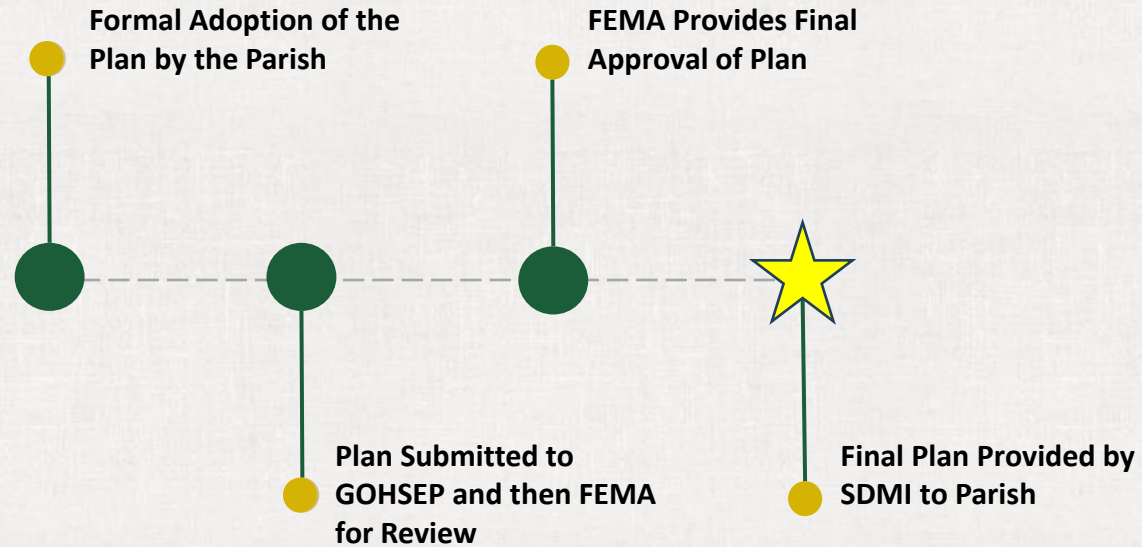 Formal Adoption of the
Plan by the Parish
Plan Submitted to
GOHSEP and then FEMA
for Review
FEMA Provides Final
Approval of Plan
Final Plan Provided by
SDMI to Parish